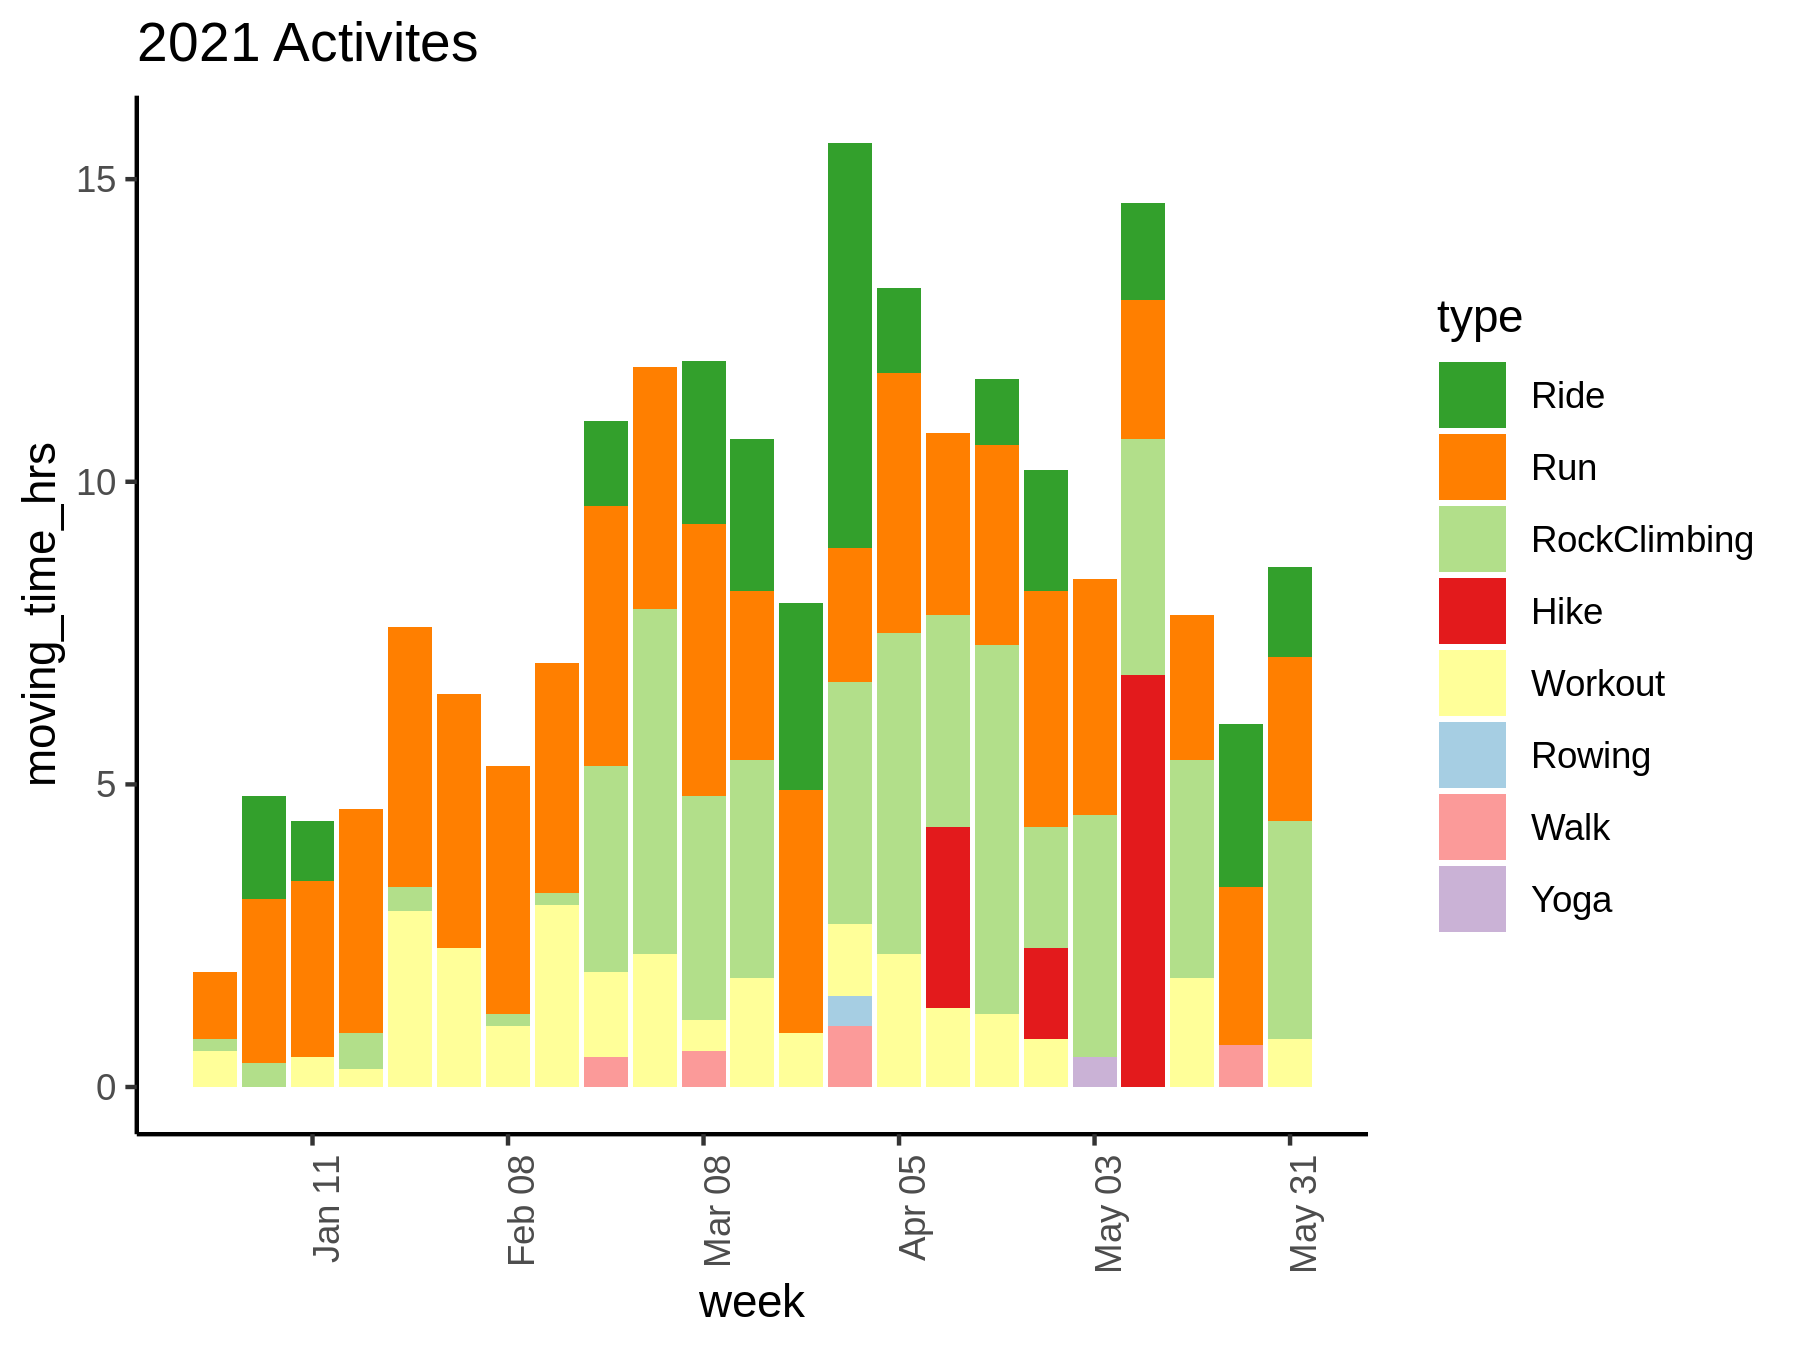 2021 Activites
15
10
5
0
moving_time_hrs
Jan 11
Feb 08
Mar 08
Apr 05
May 03
May 31
week
type
Ride
Run
RockClimbing
Hike
Workout
Rowing
Walk
Yoga